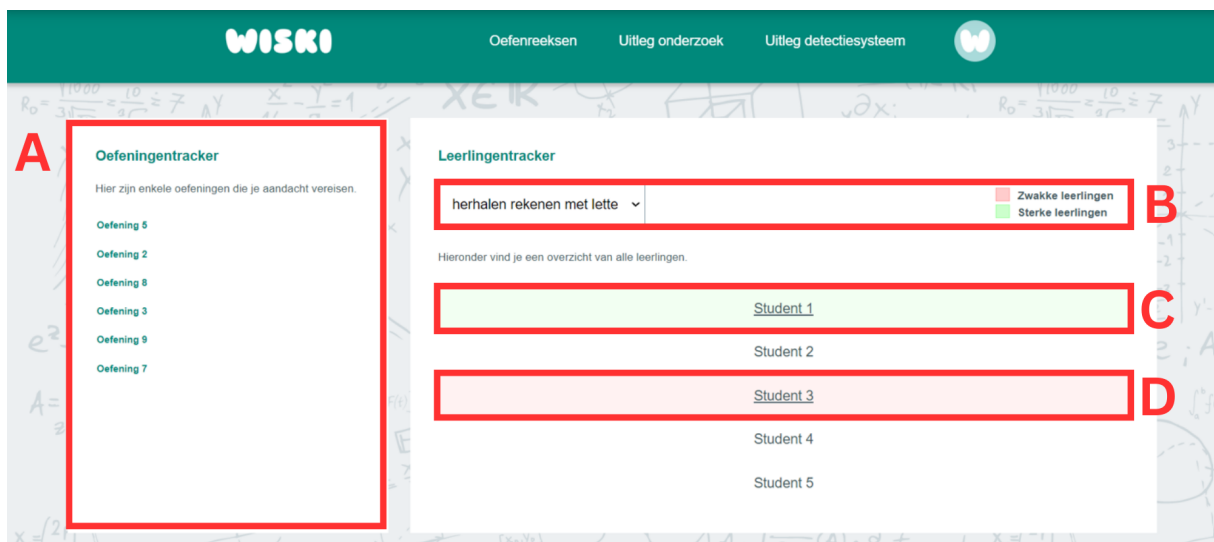 WISKI
Oefenreeksen Uitleg onderzoek Uitleg detectiesysteem W
A
Oefeningentracker
Hier zijn enkele oefeningen die je aandacht vereisen.
Oefening 5
Oefening 2
Oefening 8
Oefening 3
Oefening 9
Oefening 7
Leerlingentracker
herhalen rekenen met lette
Zwakke leerlingen
Sterke leerlingen
B
Hieronder vind je een overzicht van alle leerlingen.
Student 1
C
Student 2
Student 3
D
Student 4
Student 5